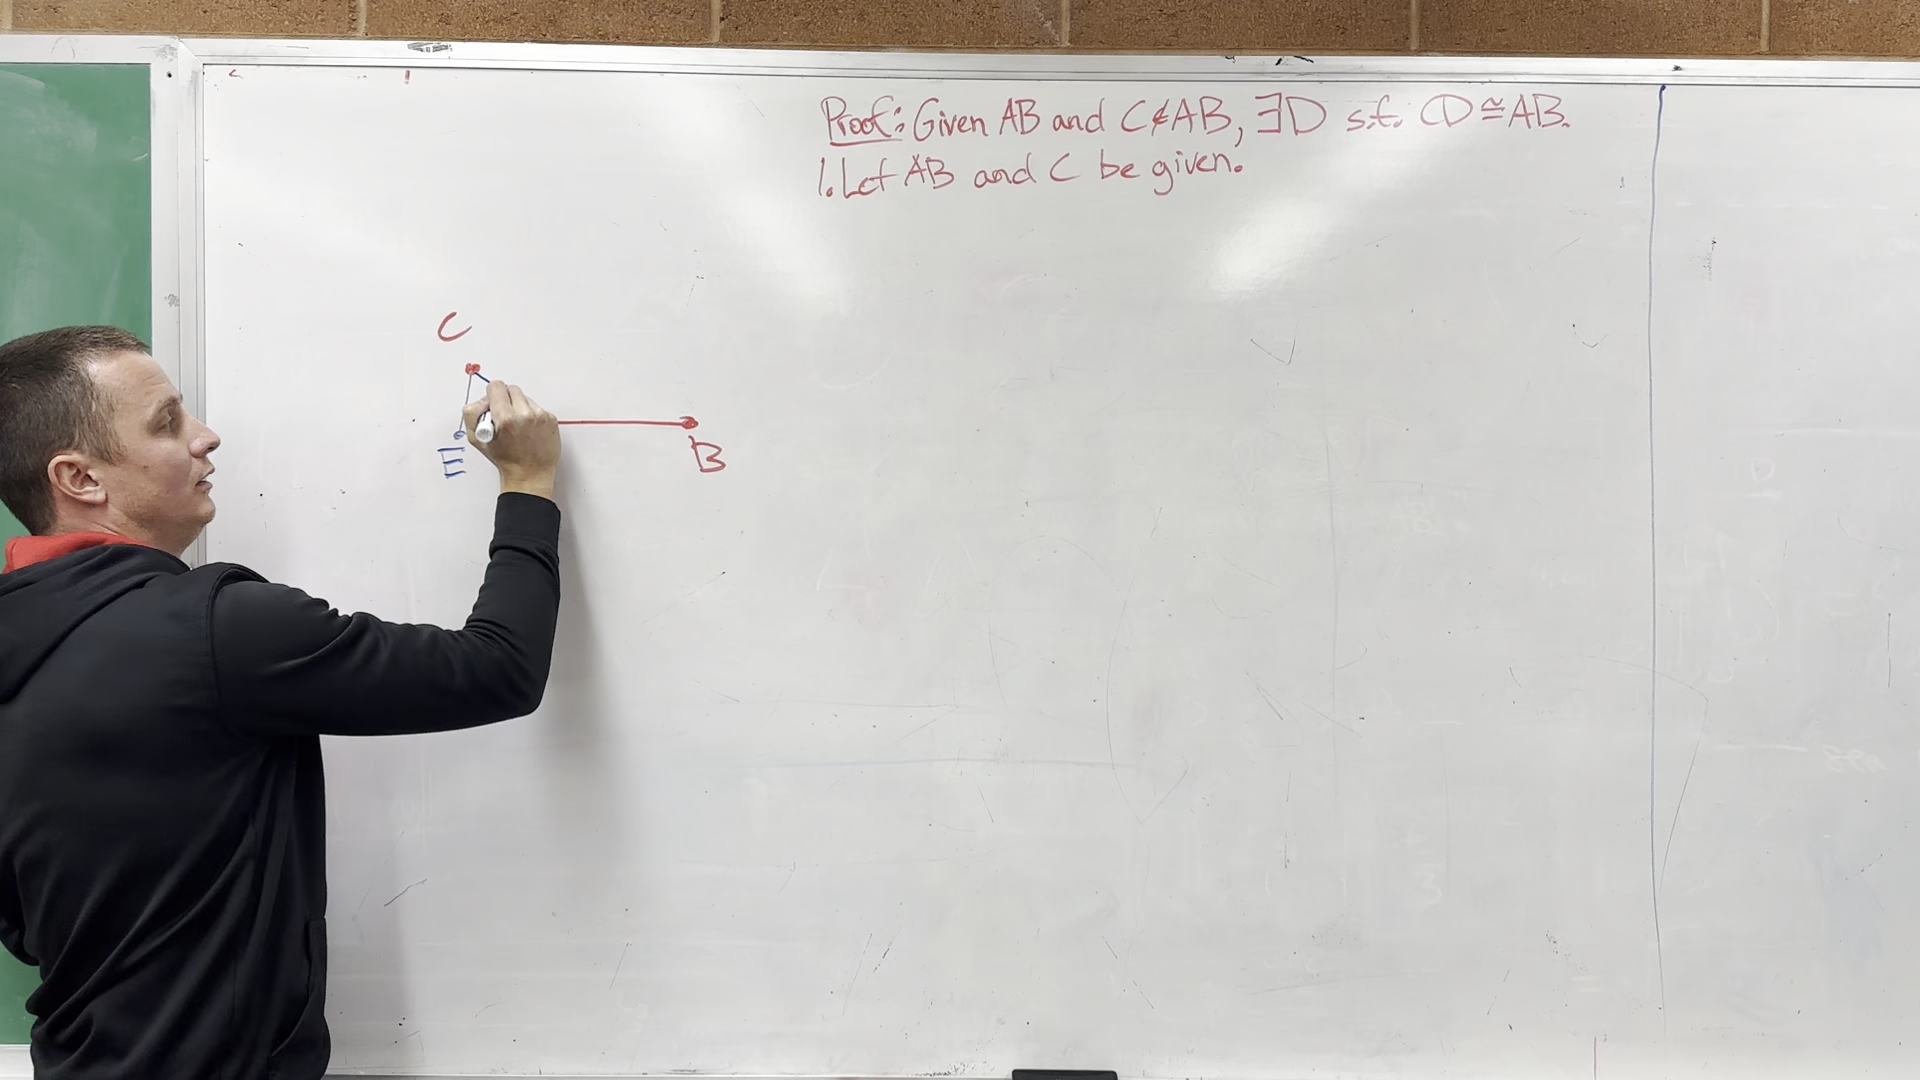 Proof: Given AB and C∉AB, ∃D s.t. CD≅AB.
1. Let AB and C be given.
C
E
B